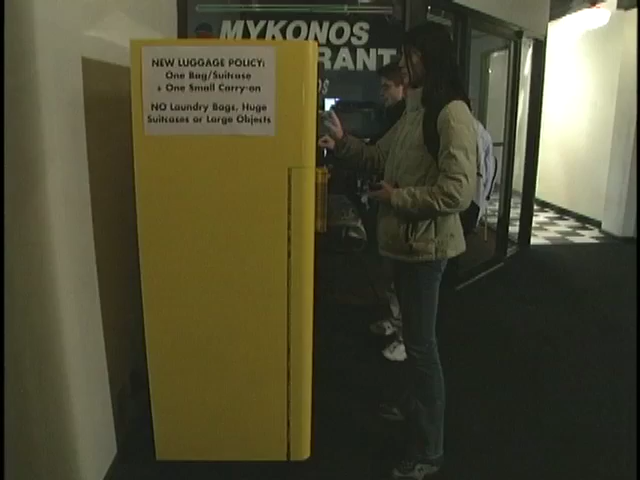 MYKONOS
RANT
NEW LUGGAGE POLICY:
One Bag/Suitcase
+ One Small Carry-on
NO Laundry Bags, Huge
Suitcases or Large Objects